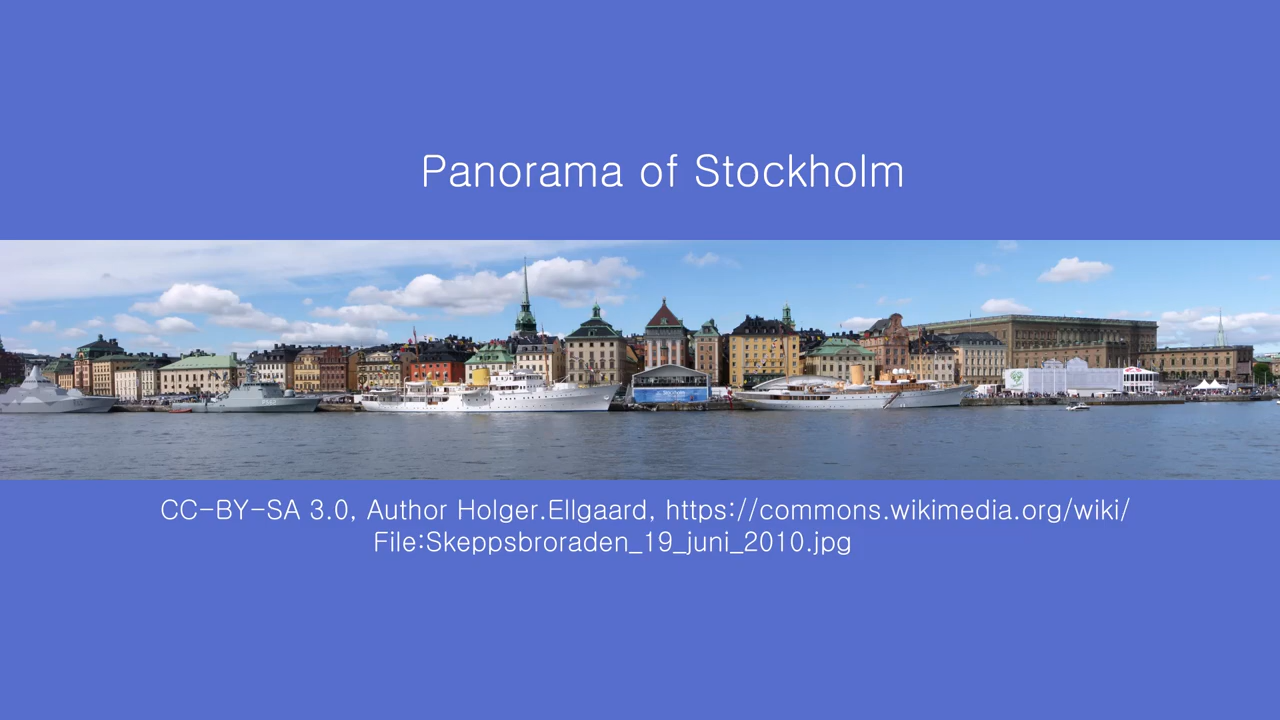 Panorama of Stockholm
CC-BY-SA 3.0, Author Holger.Ellgaard, https://commons.wikimedia.org/wiki/
File:Skeppsbroraden_19_juni_2010.jpg